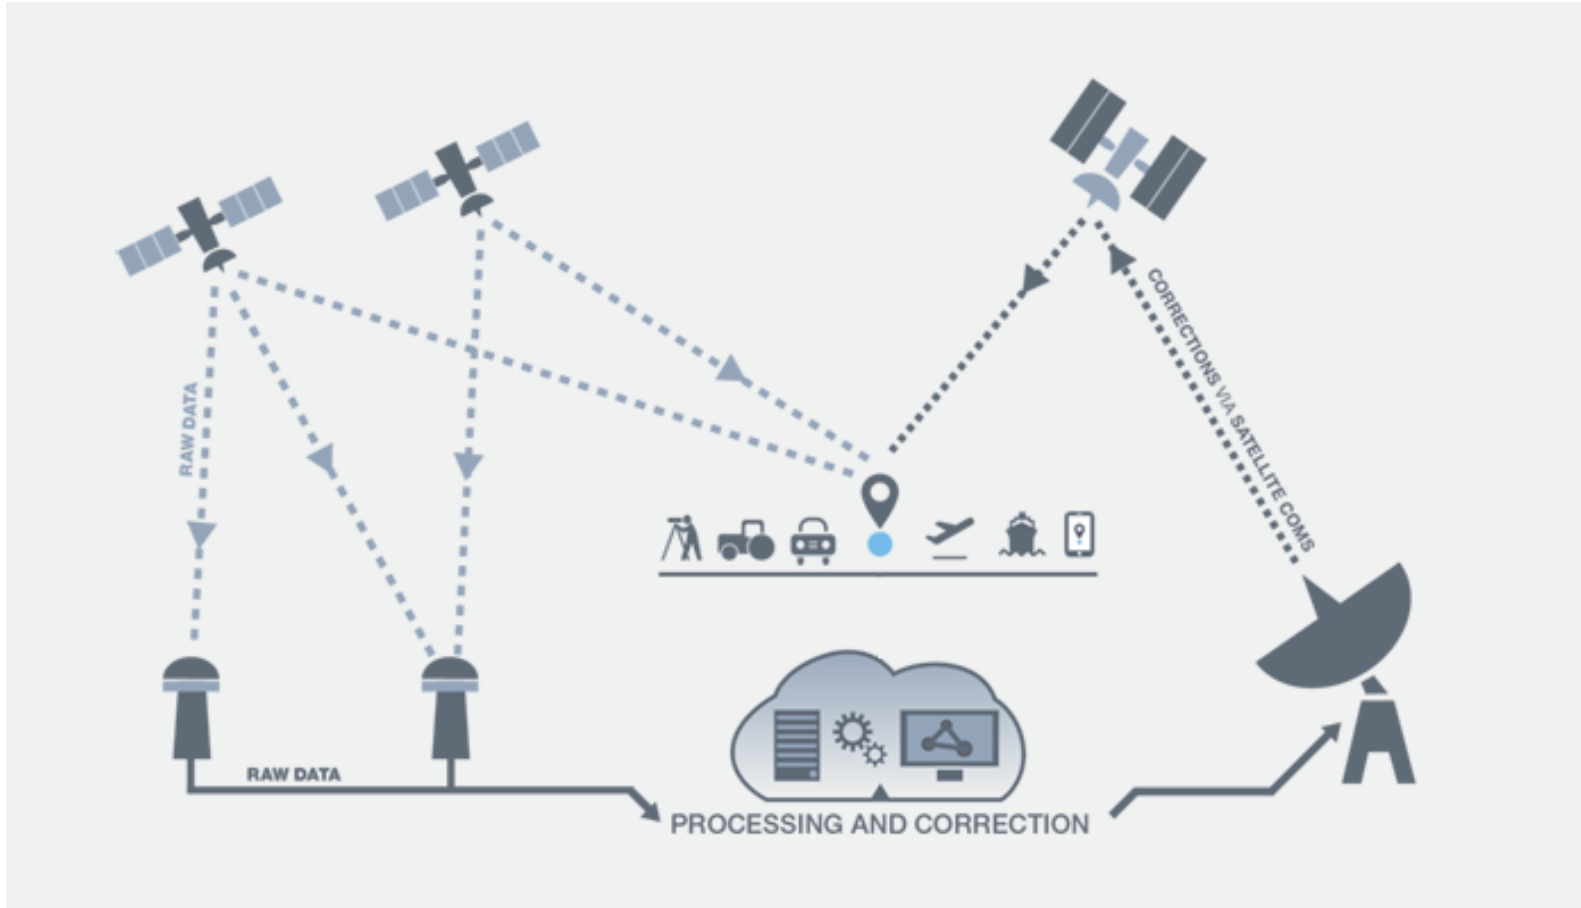 RAW DATA
CORRECTIONS VIA SATELLITE COMS
RAW DATA
PROCESSING AND CORRECTION